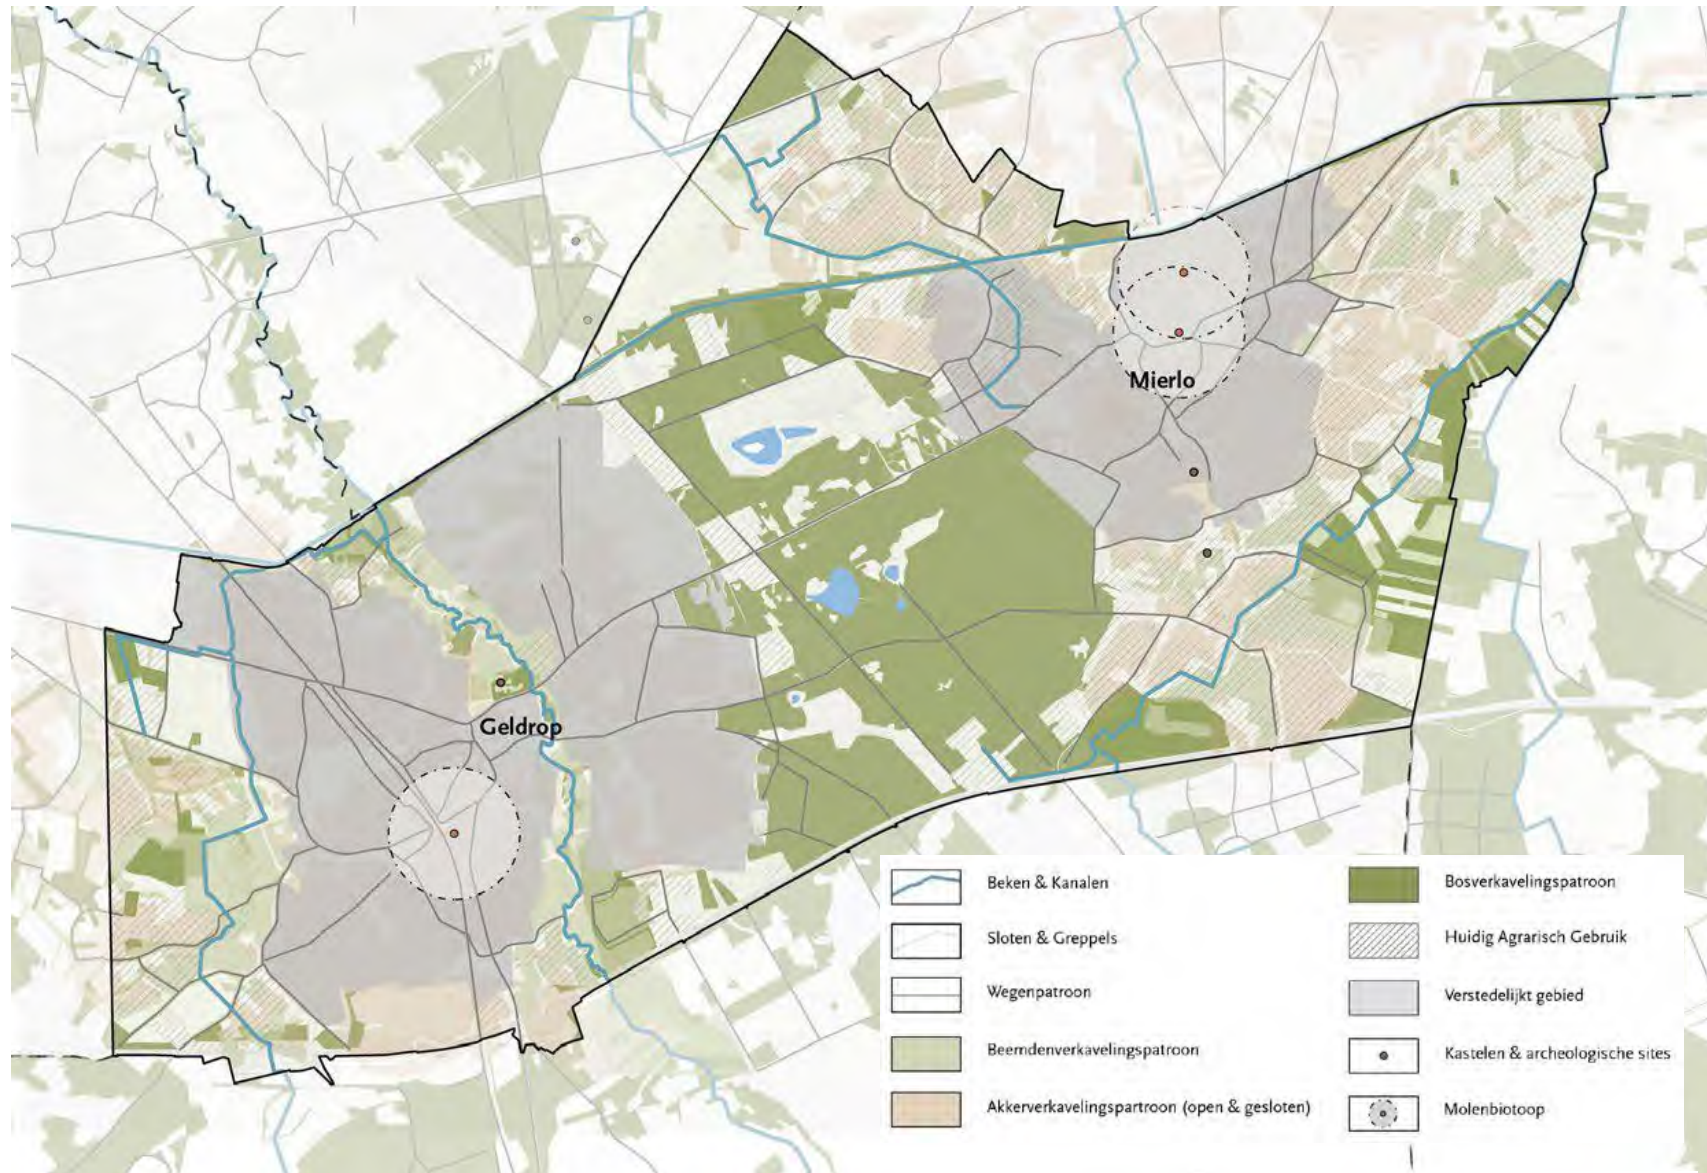 Mierlo
Geldrop
Beken & Kanalen
Sloten & Greppels
Wegenpatroon
Beemdenverkavelingspatroon
Akkerverkavelingspartroon (open & gesloten)
Bosverkavelingspatroon
Huidig Agrarisch Gebruik
Verstedelijkt gebied
Kastelen & archeologische sites
Molenbiotoop